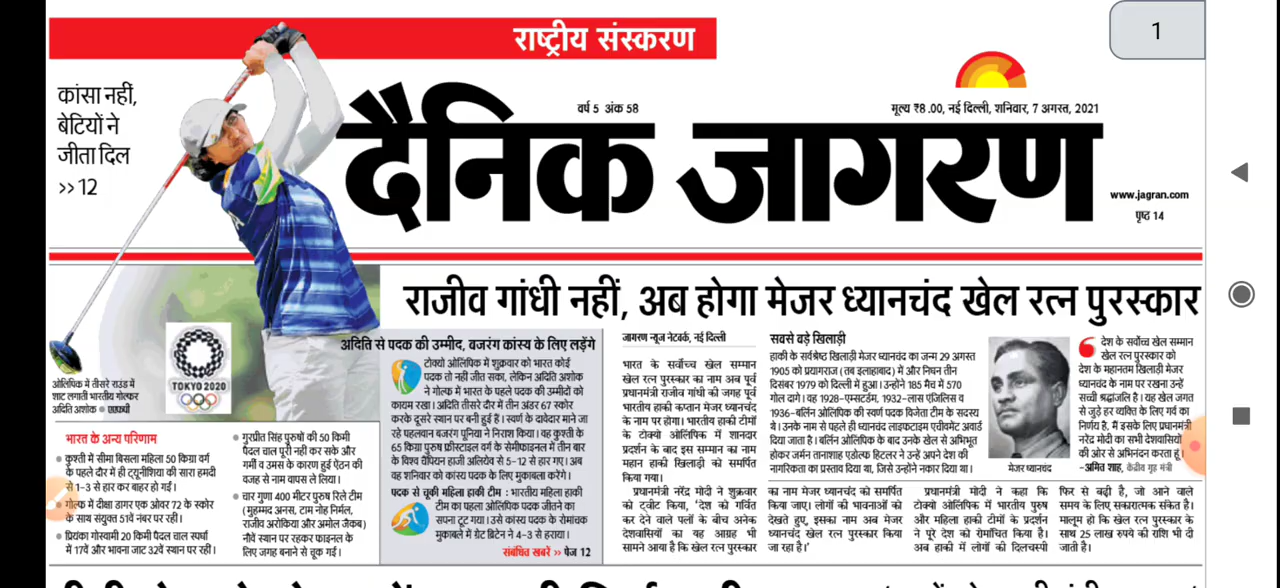 1
राष्ट्रीय संस्करण
कांसा नहीं,
बेटियों ने
जीता दिल
>> 12
वर्ष 5 अंक 58
मूल्य ₹8.00, नई दिल्ली, शनिवार, 7 अगस्त, 2021
दैनिक जागरण
www.jagran.com
पृष्ठ 14
राजीव गांधी नहीं, अब होगा मेजर ध्यानचंद खेल रत्न पुरस्कार
TOKYO 2020
ओलिंपिक में तीसरे राउंड में
शाट लगाती भारतीय गोल्फर
अदिति अशोक ● एएफपी
भारत के अन्य परिणाम
● कुश्ती में सीमा बिसला महिला 50 किग्रा वर्ग
के पहले दौर में ही ट्यूनीशिया की सारा हमदी
से 1-3 से हार कर बाहर हो गईं।
गोल्फ में दीक्षा डागर एक ओवर 72 के स्कोर
के साथ संयुक्त 51वें नंबर पर रहीं।
● प्रियंका गोस्वामी 20 किमी पैदल चाल स्पर्धा
में 17वें और भावना जाट 32वें स्थान पर रहीं।
● गुरप्रीत सिंह पुरुषों की 50 किमी
पैदल चाल पूरी नहीं कर सके और
गर्मी व उमस के कारण हुई ऐंठन की
वजह से नाम वापस ले लिया।
● चार गुणा 400 मीटर पुरुष रिले टीम
(मुहम्मद अनस, टाम नोह निर्मल,
राजीव अरोकिया और अमोल जैकब)
नौवें स्थान पर रहकर फाइनल के
लिए जगह बनाने से चूक गई।
अदिति से पदक की उम्मीद, बजरंग कांस्य के लिए लड़ेंगे
टोक्यो ओलिंपिक में शुक्रवार को भारत कोई
पदक तो नहीं जीत सका, लेकिन अदिति अशोक
ने गोल्फ में भारत के पहले पदक की उम्मीदों को
कायम रखा। अदिति तीसरे दौर में तीन अंडर 67 स्कोर
करके दूसरे स्थान पर बनी हुई हैं। स्वर्ण के दावेदार माने जा
रहे पहलवान बजरंग पूनिया ने निराश किया। वह कुश्ती के
65 किग्रा पुरुष फ्रीस्टाइल वर्ग के सेमीफाइनल में तीन बार
के विश्व चैंपियन हाजी अलियेव से 5-12 से हार गए। अब
वह शनिवार को कांस्य पदक के लिए मुकाबला करेंगे।
पदक से चूकी महिला हाकी टीम : भारतीय महिला हाकी
टीम का पहला ओलिंपिक पदक जीतने का
सपना टूट गया। उसे कांस्य पदक के रोमांचक
मुकाबले में ग्रेट ब्रिटेन ने 4-3 से हराया।
संबंधित खबरें >> पेज 12
जागरण न्यूज नेटवर्क, नई दिल्ली
भारत के सर्वोच्च खेल सम्मान
खेल रत्न पुरस्कार का नाम अब पूर्व
प्रधानमंत्री राजीव गांधी की जगह पूर्व
भारतीय हाकी कप्तान मेजर ध्यानचंद
के नाम पर होगा। भारतीय हाकी टीमों
के टोक्यो ओलिंपिक में शानदार
प्रदर्शन के बाद इस सम्मान का नाम
महान हाकी खिलाड़ी को समर्पित
किया गया।
प्रधानमंत्री नरेंद्र मोदी ने शुक्रवार
को ट्वीट किया, 'देश को गर्वित
कर देने वाले पलों के बीच अनेक
देशवासियों का यह आग्रह भी
सामने आया है कि खेल रत्न पुरस्कार
सबसे बड़े खिलाड़ी
हाकी के सर्वश्रेष्ठ खिलाड़ी मेजर ध्यानचंद का जन्म 29 अगस्त
1905 को प्रयागराज (तब इलाहाबाद) में और निधन तीन
दिसंबर 1979 को दिल्ली में हुआ। उन्होंने 185 मैच में 570
गोल दागे। वह 1928-एम्सटर्डम, 1932-लास एंजिलिस व
1936-बर्लिन ओलंपिक की स्वर्ण पदक विजेता टीम के सदस्य
थे। उनके नाम से पहले ही ध्यानचंद लाइफटाइम एचीवमेंट अवार्ड
दिया जाता है। बर्लिन ओलिंपिक के बाद उनके खेल से अभिभूत
होकर जर्मन तानाशाह एडोल्फ हिटलर ने उन्हें अपने देश की
नागरिकता का प्रस्ताव दिया था, जिसे उन्होंने नकार दिया था।
मेजर ध्यानचंद
देश के सर्वोच्च खेल सम्मान
खेल रत्न पुरस्कार को
देश के महानतम खिलाड़ी मेजर
ध्यानचंद के नाम पर रखना उन्हें
सच्ची श्रद्धांजलि है। यह खेल जगत
से जुड़े हर व्यक्ति के लिए गर्व का
निर्णय है, मैं इसके लिए प्रधानमंत्री
नरेंद्र मोदी का सभी देशवासियों
की ओर से अभिनंदन करता हूं।
-अमित शाह, केंद्रीय गृह मंत्री
का नाम मेजर ध्यानचंद को समर्पित
किया जाए। लोगों की भावनाओं को
देखते हुए, इसका नाम अब मेजर
ध्यानचंद खेल रत्न पुरस्कार किया
जा रहा है।'
प्रधानमंत्री मोदी ने कहा कि
टोक्यो ओलिंपिक में भारतीय पुरुष
और महिला हाकी टीमों के प्रदर्शन
ने पूरे देश को रोमांचित किया है।
अब हाकी में लोगों की दिलचस्पी
फिर से बढ़ी है, जो आने वाले
समय के लिए सकारात्मक संकेत है।
मालूम हो कि खेल रत्न पुरस्कार के
साथ 25 लाख रुपये की राशि भी दी
जाती है।